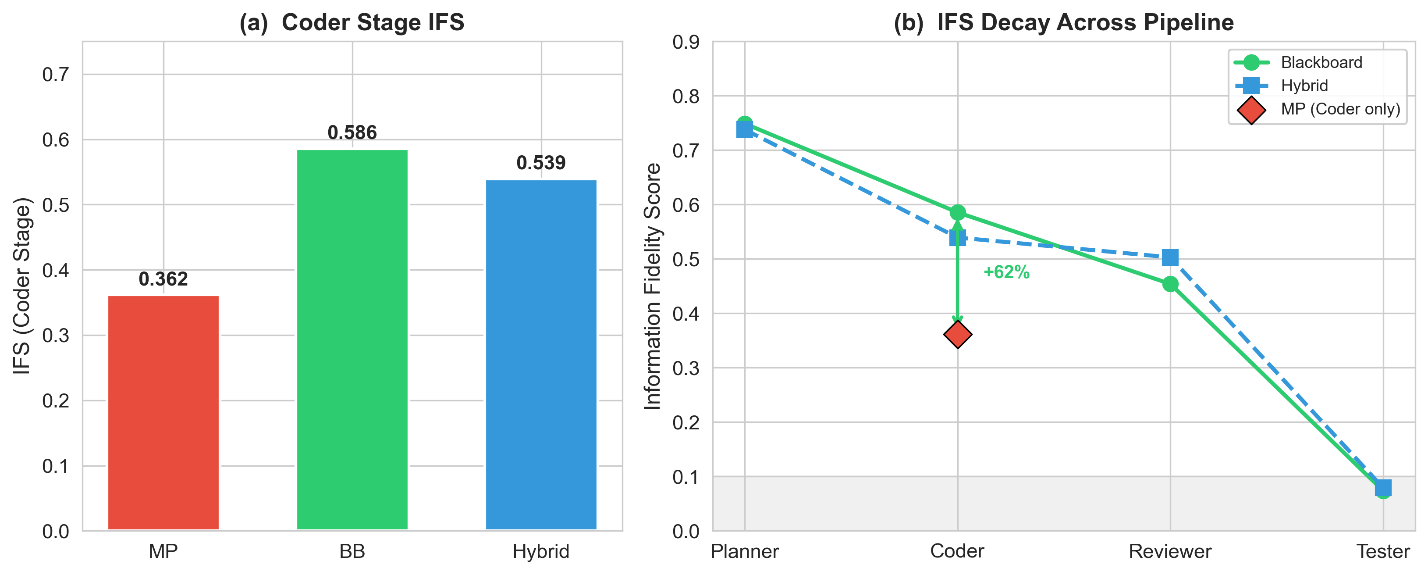 (a) Coder Stage IFS
IFS (Coder Stage)
0.7
0.6
0.5
0.4
0.3
0.2
0.1
0.0
0.362
0.586
0.539
MP
BB
Hybrid
(b) IFS Decay Across Pipeline
Information Fidelity Score
0.9
0.8
0.7
0.6
0.5
0.4
0.3
0.2
0.1
0.0
Blackboard
Hybrid
MP (Coder only)
+62%
Planner
Coder
Reviewer
Tester